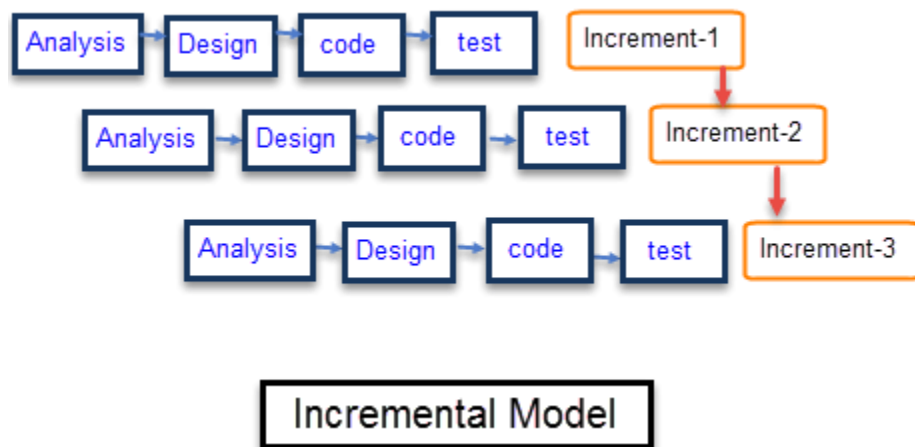 Analysis Design code test Increment-1
Analysis Design code test Increment-2
Analysis Design code test Increment-3
Incremental Model